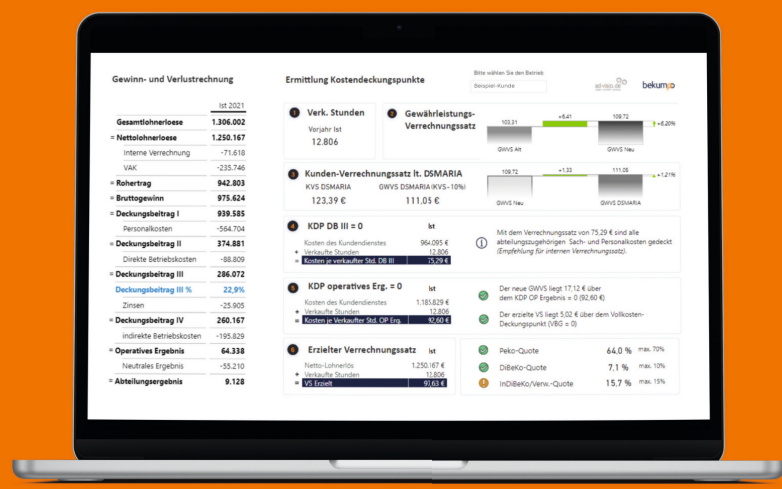 Gewinn- und Verlustrechnung
Ist 2021
Gesamtlohnerloese 1.306.002
= Nettolohnerloese 1.250.167
Interne Verrechnung -71.618
VAK -235.746
= Rohertrag 942.803
= Bruttogewinn 975.624
= Deckungsbeitrag I 939.585
Personalkosten -564.704
= Deckungsbeitrag II 374.881
Direkte Betriebskosten -88.809
= Deckungsbeitrag III 286.072
Deckungsbeitrag III % 22,9%
Zinsen -25.905
= Deckungsbeitrag IV 260.167
indirekte Betriebskosten -195.829
= Operatives Ergebnis 64.338
Neutrales Ergebnis -55.210
= Abteilungsergebnis 9.128
Ermittlung Kostendeckungspunkte
Bitte wählen Sie den Betrieb
Beispiel-Kunde
bekumoo
1 Verk. Stunden
Vorjahr Ist
12.806
2 Gewährleistungs-
Verrechnungssatz
103,31 +6,41 109,72 +6,20%
GWVS Alt GWVS Neu
3 Kunden-Verrechnungssatz lt. DSMARIA
KVS DSMARIA GWVS DSMARIA (KVS - 10%)
123,39 € 111,05 €
109,72 +1,33 111,05 +1,21%
GWVS Neu GWVS DSMARIA
4 KDP DB III = 0 Ist
Kosten des Kundendienstes 964.095 €
+ Verkaufte Stunden 12.806
= Kosten je verkaufter Std. DB III 75,29 €
Mit dem Verrechnungssatz von 75,29 € sind alle
abteilungszugehörigen Sach- und Personalkosten gedeckt
(Empfehlung für internen Verrechnungssatz).
5 KDP operatives Erg. = 0 Ist
Kosten des Kundendienstes 1.185.829 €
+ Verkaufte Stunden 12.806
= Kosten je Verkaufter Std. OP Erg. 92,60 €
Der neue GWVS liegt 17,12 € über
dem KDP OP Ergebnis = 0 (92,60 €)
Der erzielte VS liegt 5,02 € über dem Vollkosten-
Deckungspunkt (VBG = 0)
6 Erzielter Verrechnungssatz Ist
Netto-Lohnerlös 1.250.167 €
+ Verkaufte Stunden 12.806
= VS Erzielt 97,63 €
Peko-Quote 64,0 % max. 70%
DiBeKo-Quote 7,1 % max. 10%
InDiBeKo/Verw.-Quote 15,7 % max. 15%